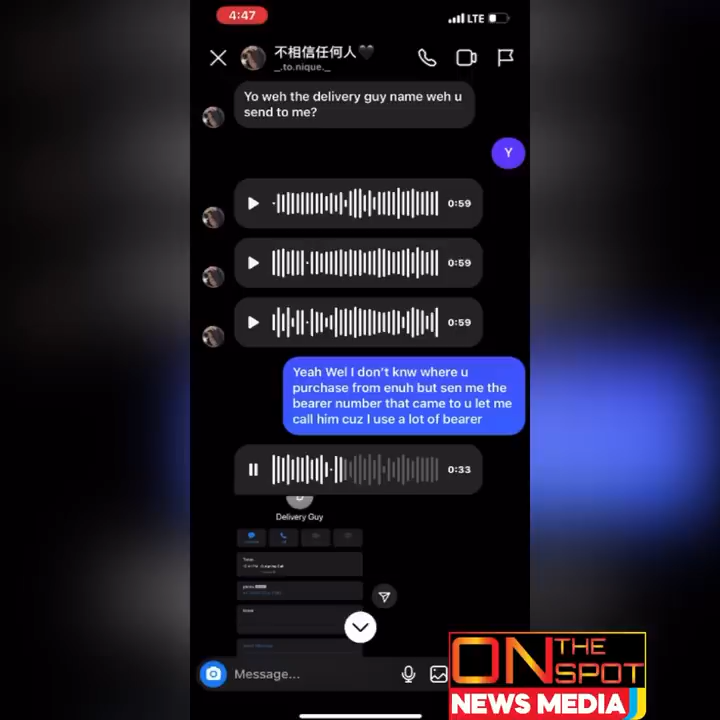 4:47
LTE
不相信任何人🖤
_.to.nique._
Yo weh the delivery guy name weh u
send to me?
Y
0:59
0:59
0:59
Yeah Wel I don't knw where u
purchase from enuh but sen me the
bearer number that came to u let me
call him cuz I use a lot of bearer
0:33
Delivery Guy
Message...
ON THE
SPOT
NEWS MEDIA